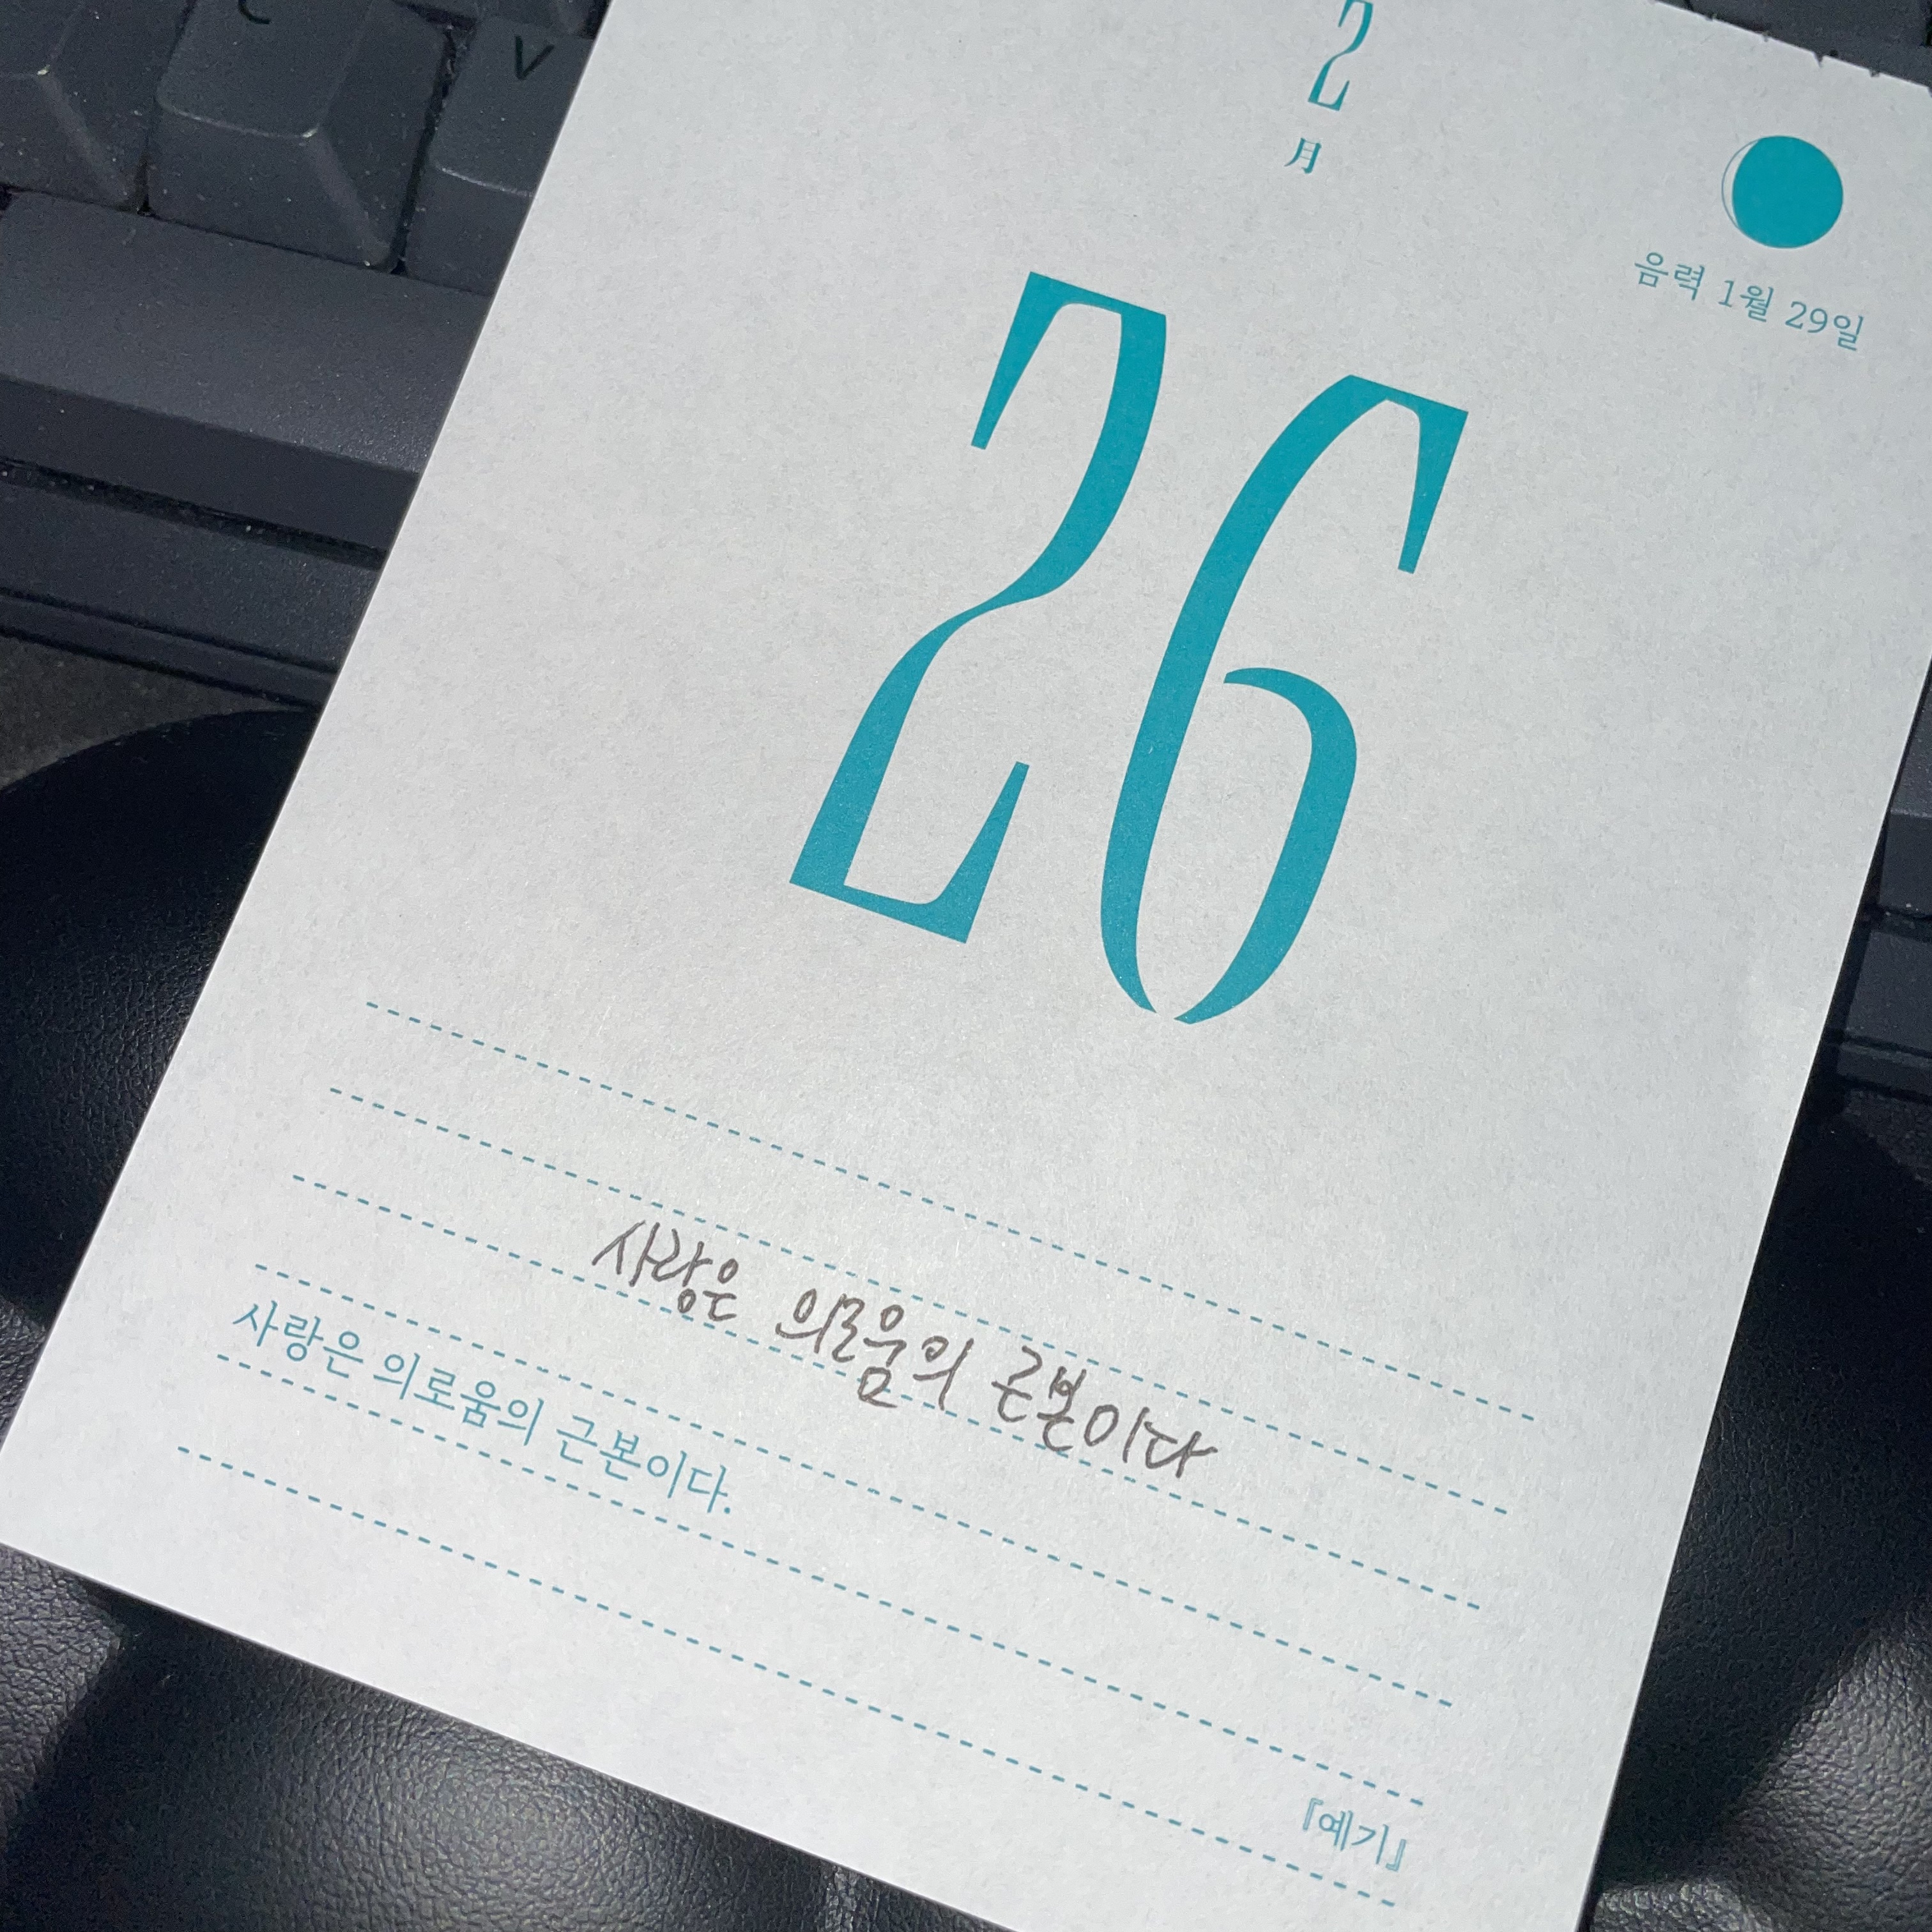 C
V
2
月
음력 1월 29일
26
사랑은 의로움의 근본이다
사랑은 의로움의 근본이다.
『예기』